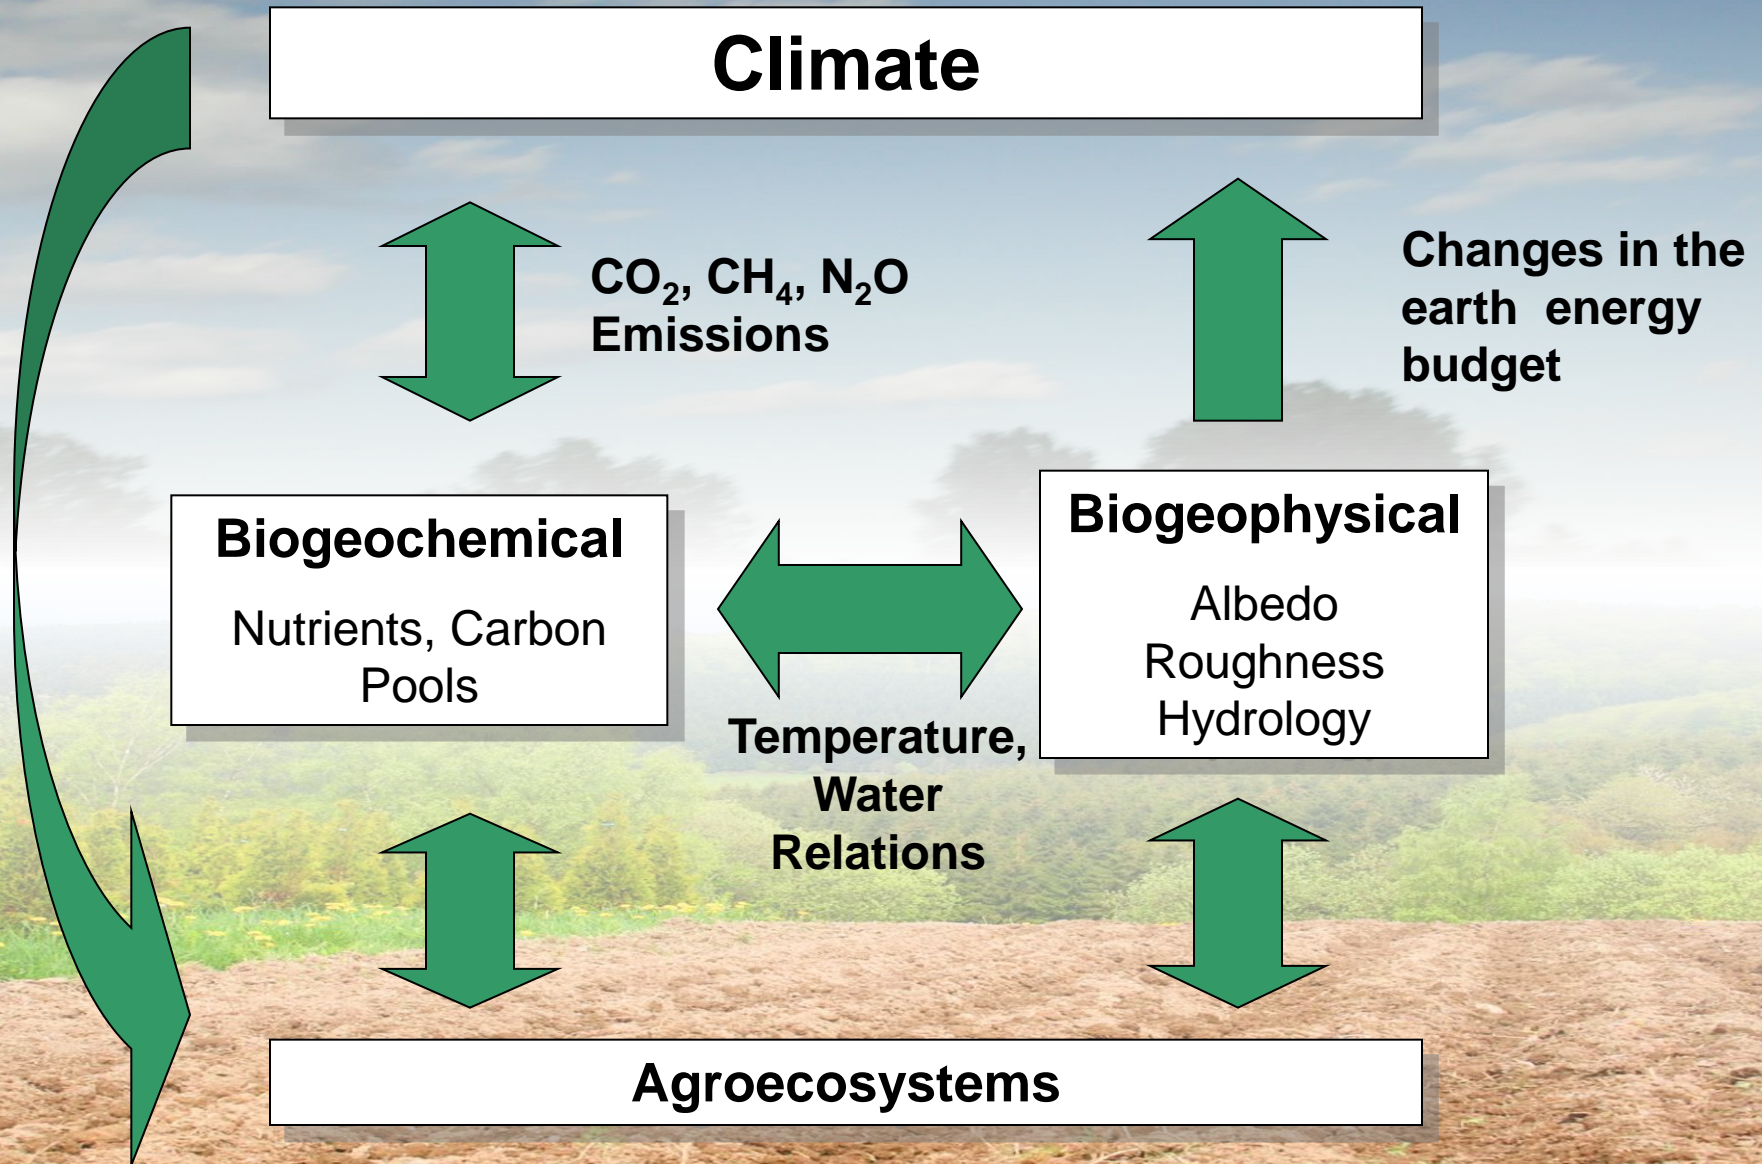 Climate
CO₂, CH₄, N₂O
Emissions
Changes in the
earth  energy
budget
Biogeochemical
Nutrients, Carbon
Pools
Biogeophysical
Albedo
Roughness
Hydrology
Temperature,
Water
Relations
Agroecosystems